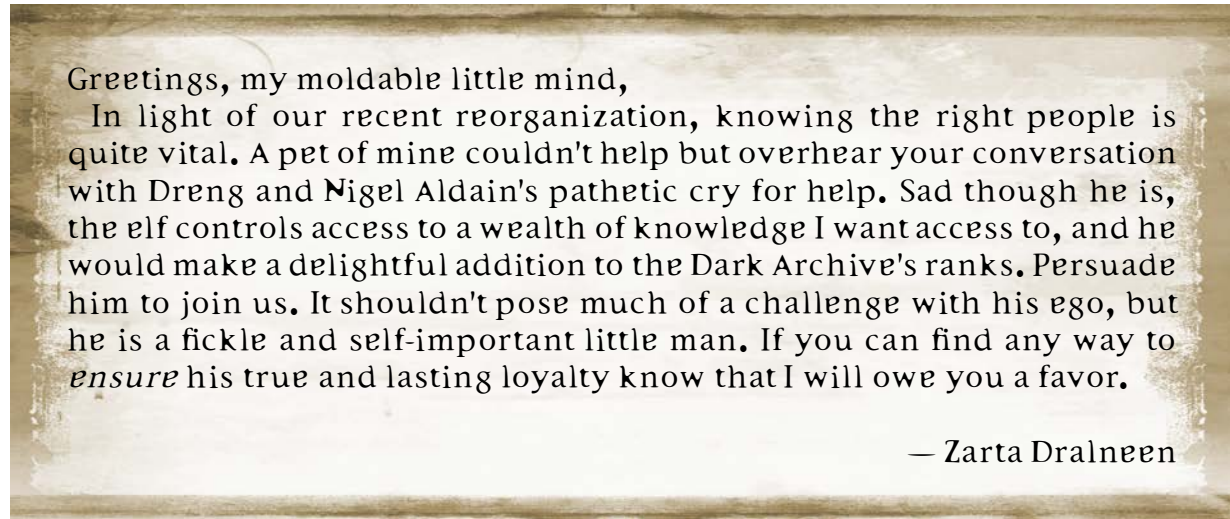 Greetings, my moldable little mind,
In light of our recent reorganization, knowing the right people is
quite vital. A pet of mine couldn't help but overhear your conversation
with Dreng and Nigel Aldain's pathetic cry for help. Sad though he is,
the elf controls access to a wealth of knowledge I want access to, and he
would make a delightful addition to the Dark Archive's ranks. Persuade
him to join us. It shouldn't pose much of a challenge with his ego, but
he is a fickle and self-important little man. If you can find any way to
ensure his true and lasting loyalty know that I will owe you a favor.
— Zarta Dralneen